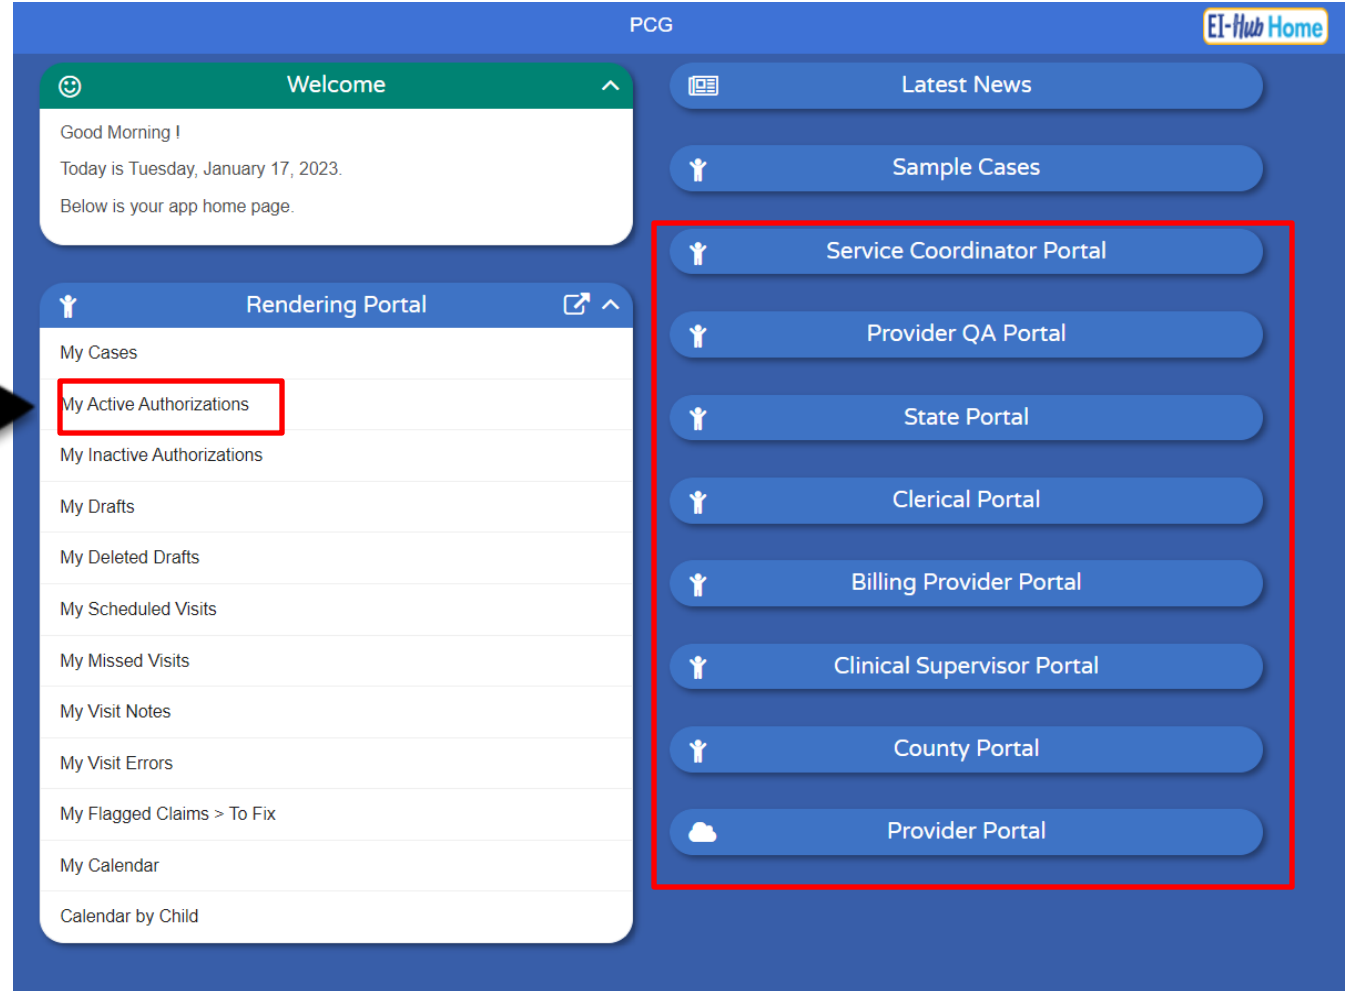 PCG
EI-Hub Home
Welcome
Good Morning !
Today is Tuesday, January 17, 2023.
Below is your app home page.
Rendering Portal
My Cases
My Active Authorizations
My Inactive Authorizations
My Drafts
My Deleted Drafts
My Scheduled Visits
My Missed Visits
My Visit Notes
My Visit Errors
My Flagged Claims > To Fix
My Calendar
Calendar by Child
Latest News
Sample Cases
Service Coordinator Portal
Provider QA Portal
State Portal
Clerical Portal
Billing Provider Portal
Clinical Supervisor Portal
County Portal
Provider Portal